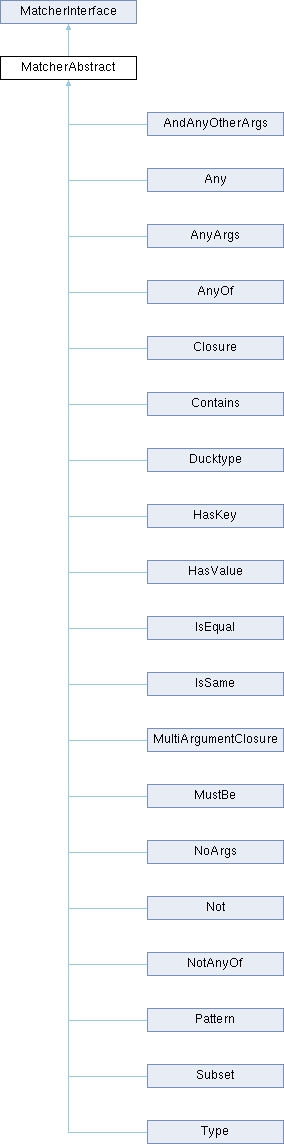 MatcherInterface
MatcherAbstract
AndAnyOtherArgs
Any
AnyArgs
AnyOf
Closure
Contains
Ducktype
HasKey
HasValue
IsEqual
IsSame
MultiArgumentClosure
MustBe
NoArgs
Not
NotAnyOf
Pattern
Subset
Type